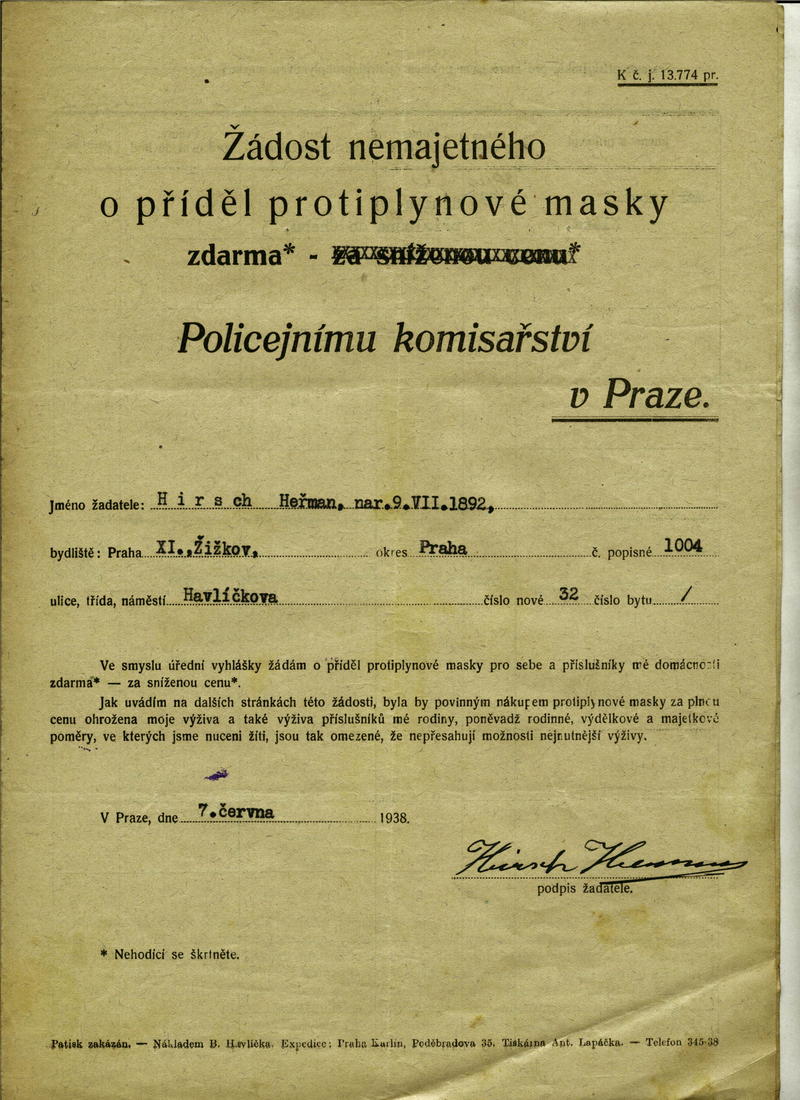 K č. j. 13.774 pr.
Žádost nemajetného
o příděl protiplynové masky
zdarma* - za sníženou cenu*
Policejnímu komisařství
v Praze.
Jméno žadatele: Hirsch Heřman, nar. 9. VII. 1892,
bydliště: Praha XI., Žižkov, okres Praha č. popisné 1004
ulice, třída, náměstí Havlíčkova číslo nové 32 číslo bytu /
Ve smyslu úřední vyhlášky žádám o příděl protiplynové masky pro sebe a příslušníky mé domácnosti
zdarma* — za sníženou cenu*.
Jak uvádím na dalších stránkách této žádosti, byla by povinným nákupem protiplynové masky za plnou
cenu ohrožena moje výživa a také výživa příslušníků mé rodiny, poněvadž rodinné, výdělkové a majetkové
poměry, ve kterých jsme nuceni žíti, jsou tak omezené, že nepřesahují možnosti nejnutnější výživy.
V Praze, dne 7. června 1938.
Hirsch Herman
podpis žadatele.
* Nehodící se škrtněte.
Patisk zakázán. — Nákladem B. Havlíčka. Expedice: Praha Karlín, Poděbradova 35. Tiskárna Ant. Lapáčka. — Telefon 345-38